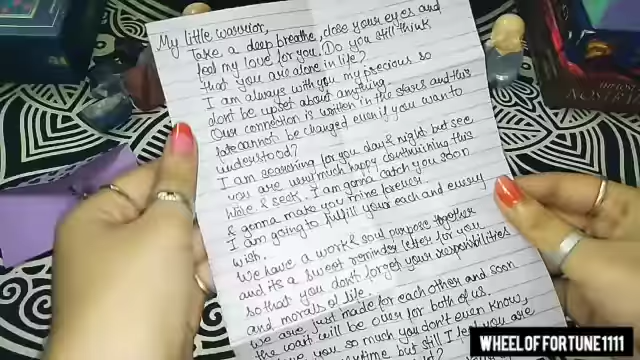 My little warrior,
Take a deep breathe, close your eyes and
feel my love for you. Do you still think
that you are alone in life?
I am always with you my precious so
dont be upset about anything.
Our connection is written in the stars and this
fate cannot be changed even if you want to
understood?
I am searching for you day & night but see
you are very much happy continuining this
Hide & seek. I am gonna catch you soon
& gonna make you mine forever.
I am going to fulfill your each and every
wish.
We have a work & soul purpose together
and its a sweet reminder letter for you
so that you don't forget your responsibilities
and morals of life.
We are just made for each other and soon
the wait will be over for both of us.
love you so much you don't even know,
but still I feel you are
WHEEL OF FORTUNE1111